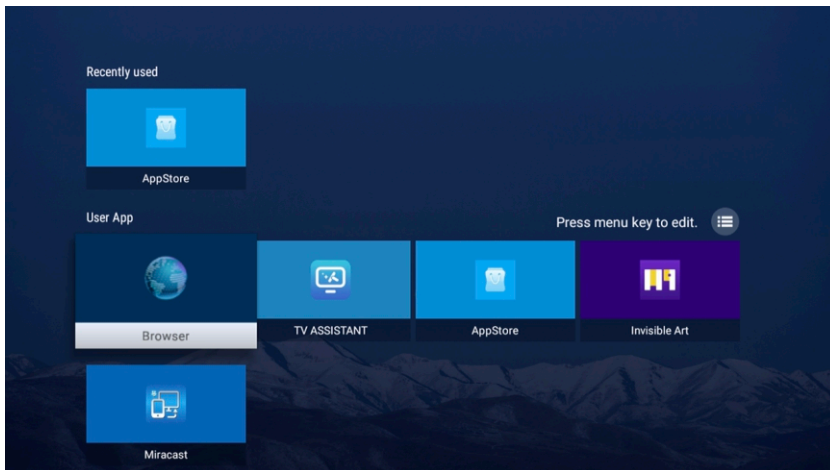 Recently used
AppStore
User App
Press menu key to edit.
Browser
TV ASSISTANT
AppStore
Invisible Art
Miracast